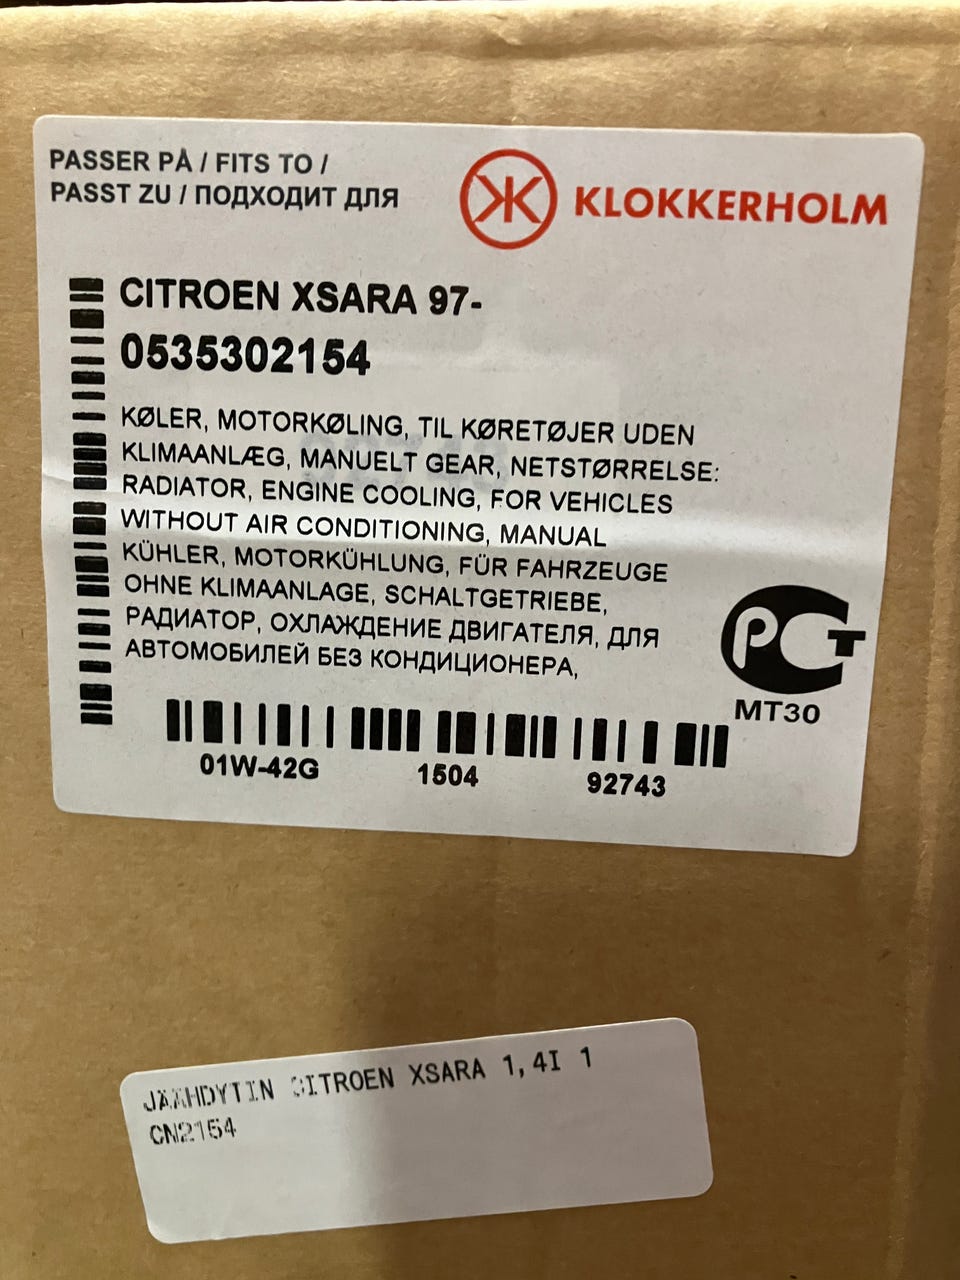 PASSER PÅ / FITS TO /
PASST ZU / ПОДХОДИТ ДЛЯ
KLOKKERHOLM
CITROEN XSARA 97-
0535302154
KØLER, MOTORKØLING, TIL KØRETØJER UDEN
KLIMAANLÆG, MANUELT GEAR, NETSTØRRELSE:
RADIATOR, ENGINE COOLING, FOR VEHICLES
WITHOUT AIR CONDITIONING, MANUAL
KÜHLER, MOTORKÜHLUNG, FÜR FAHRZEUGE
OHNE KLIMAANLAGE, SCHALTGETRIEBE,
РАДИАТОР, ОХЛАЖДЕНИЕ ДВИГАТЕЛЯ, ДЛЯ
АВТОМОБИЛЕЙ БЕЗ КОНДИЦИОНЕРА,
РСТ
МТ30
01W-42G 1504 92743
JÄÄHDYTIN CITROEN XSARA 1,4I 1
CN2154